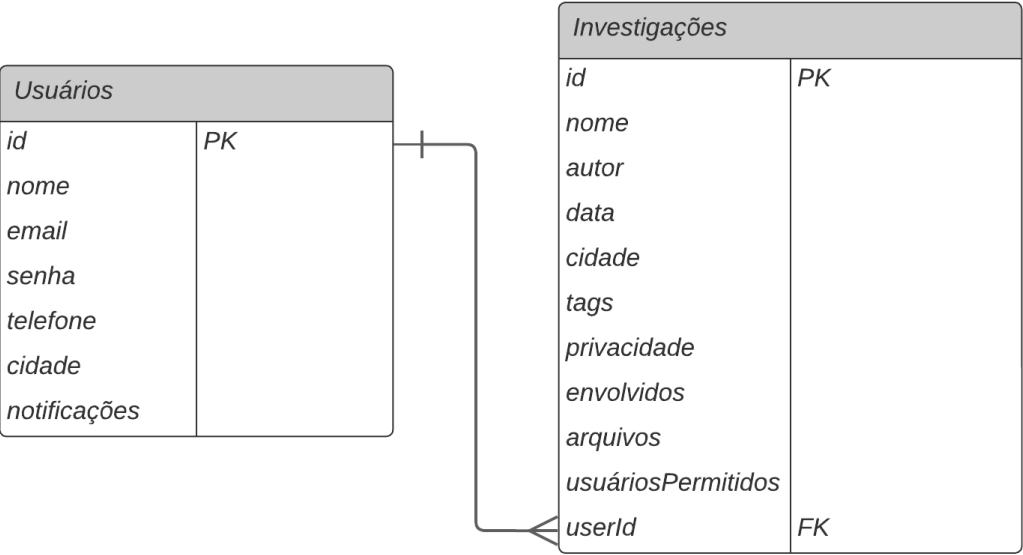 Usuários
id PK
nome
email
senha
telefone
cidade
notificações
Investigações
id PK
nome
autor
data
cidade
tags
privacidade
envolvidos
arquivos
usuáriosPermitidos
userId FK